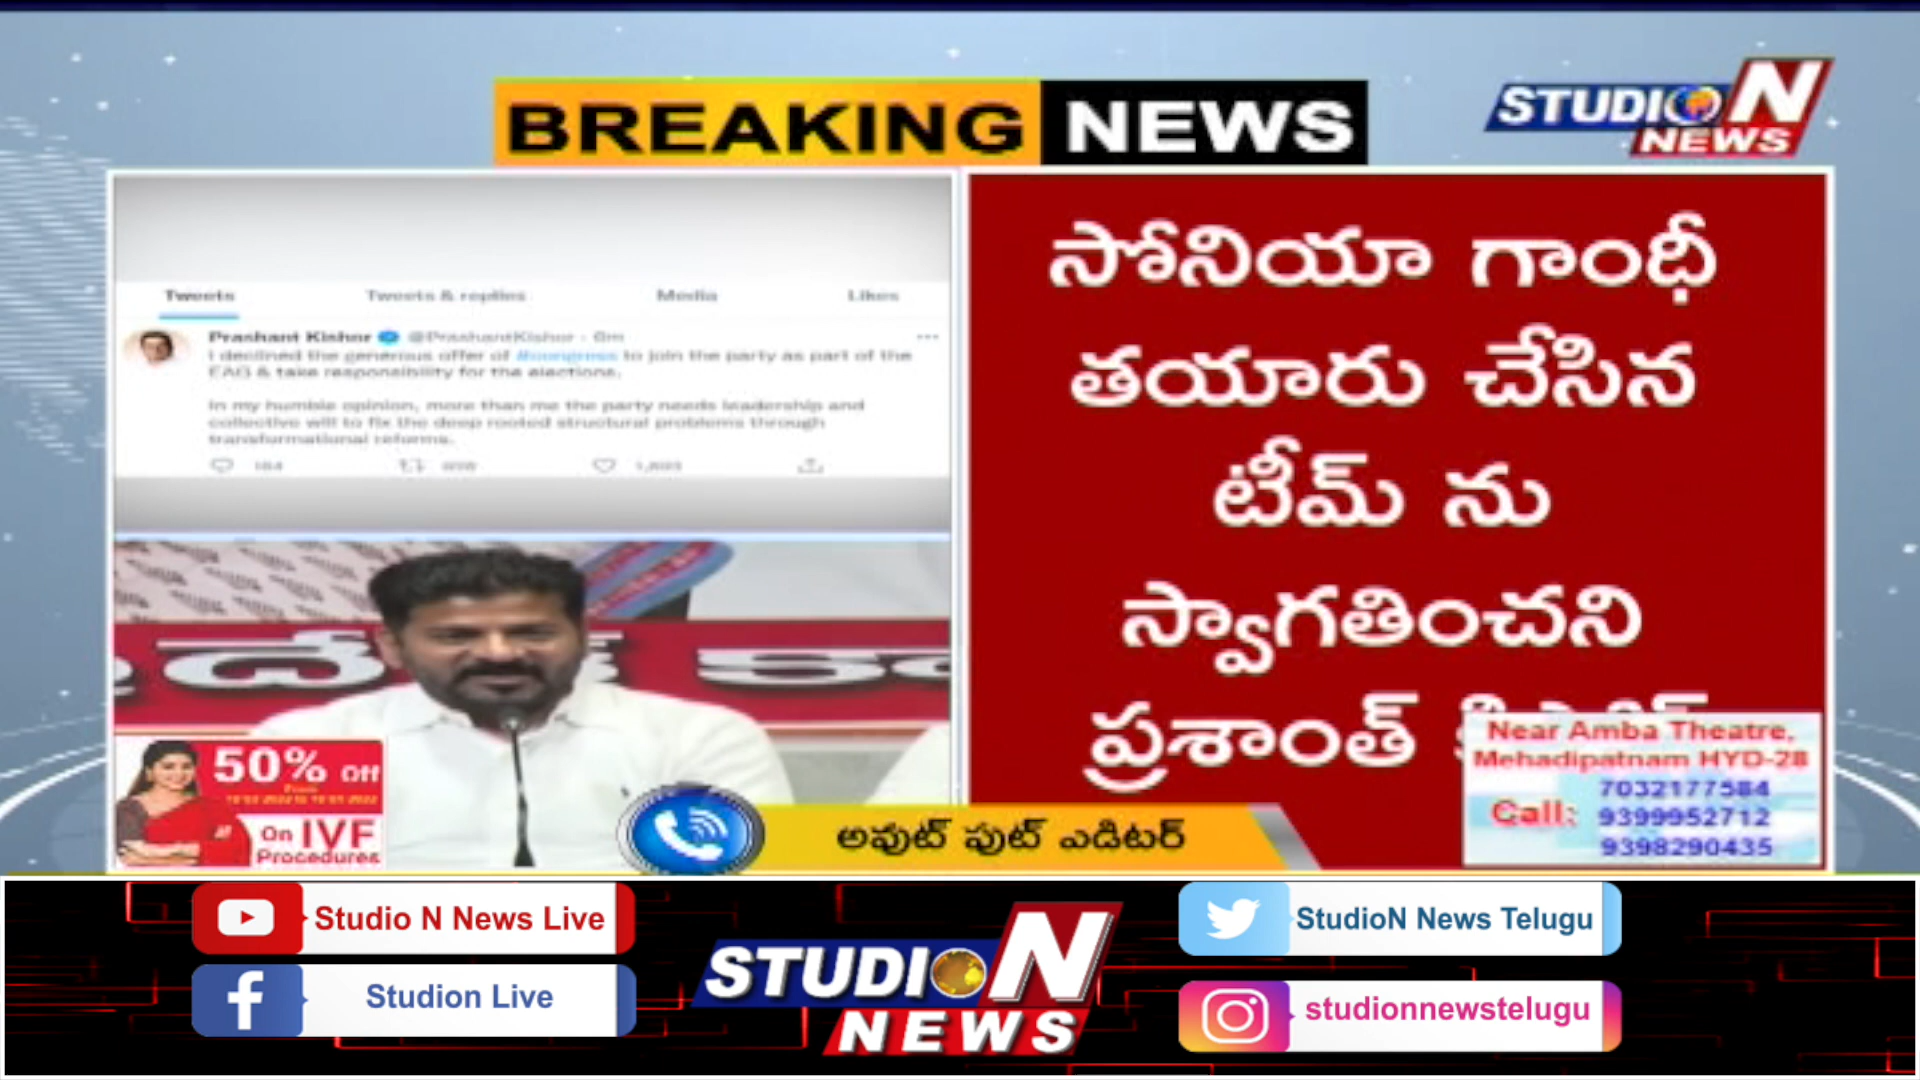 BREAKING NEWS
STUDIO N
NEWS
Tweets Tweets & replies Media Likes
Prashant Kishor @PrashantKishor · 6m
I declined the generous offer of #congress to join the party as part of the
EAG & take responsibility for the elections.
In my humble opinion, more than me the party needs leadership and
collective will to fix the deep rooted structural problems through
transformational reforms.
184
సోనియా గాంధీ
తయారు చేసిన
టీమ్ ను
స్వాగతించని
ప్రశాంత్
50% Off
On IVF
Procedures
అవుట్ పుట్ ఎడిటర్
Near Amba Theatre,
Mehadipatnam HYD-28
Call: 7032177584
9399952712
9398290435
Studio N News Live
Studion Live
STUDIO N
NEWS
StudioN News Telugu
studionnewstelugu